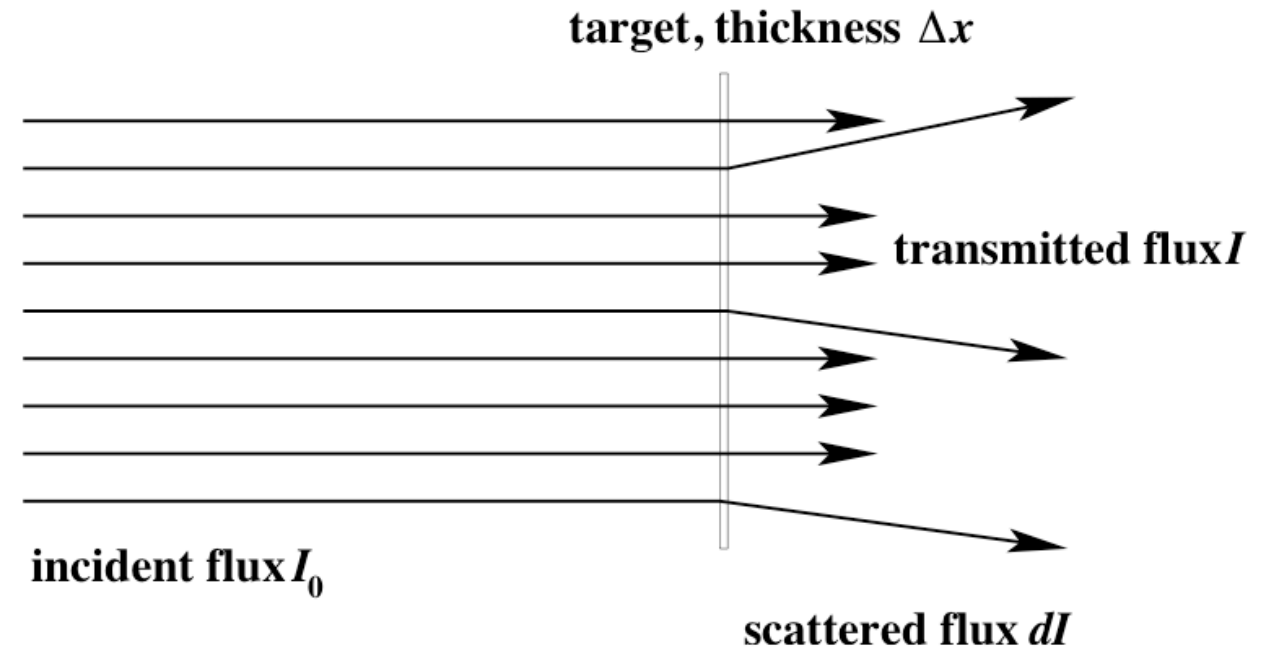 target, thickness Δx
transmitted flux I
incident flux I₀
scattered flux dI